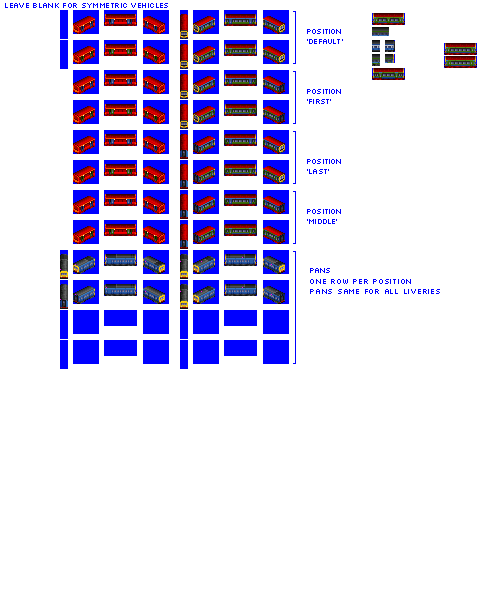 LEAVE BLANK FOR SYMMETRIC VEHICLES
POSITION
'DEFAULT'
POSITION
'FIRST'
POSITION
'LAST'
POSITION
'MIDDLE'
PANS
ONE ROW PER POSITION
PANS SAME FOR ALL LIVERIES